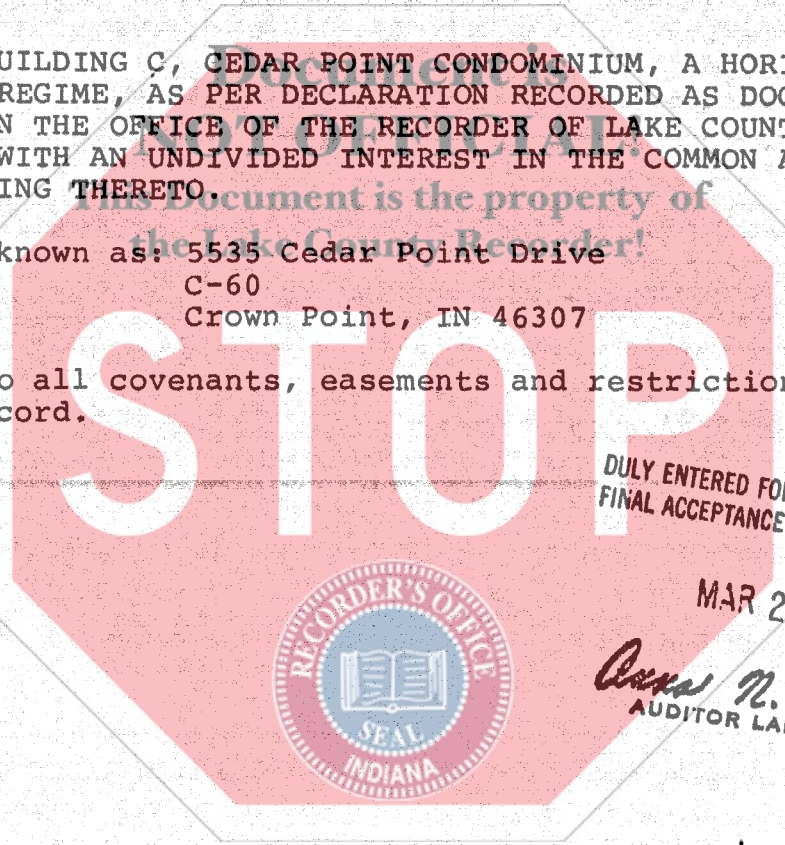 UILDING C, CEDAR POINT CONDOMINIUM, A HORI
REGIME, AS PER DECLARATION RECORDED AS DOC
N THE OFFICE OF THE RECORDER OF LAKE COUNT
WITH AN UNDIVIDED INTEREST IN THE COMMON A
ING THERETO.
Document is
NOT OFFICIAL!
This Document is the property of
the Lake County Recorder!
known as: 5535 Cedar Point Drive
C-60
Crown Point, IN 46307
o all covenants, easements and restriction
cord.
STOP
DULY ENTERED FO
FINAL ACCEPTANCE
MAR 2
N.
AUDITOR LA
RECORDER'S OFFICE
SEAL
INDIANA